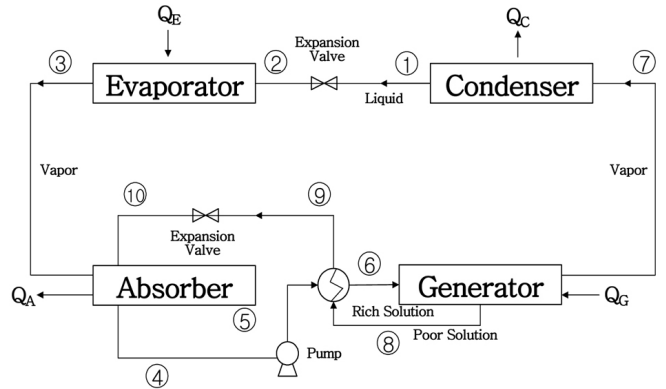 Q_E
Q_C
③
②
Expansion
Valve
①
⑦
Evaporator
Condenser
Liquid
Vapor
Vapor
⑩
⑨
Expansion
Valve
⑥
Q_A
Absorber
Generator
Q_G
⑤
Rich Solution
Poor Solution
⑧
④
Pump